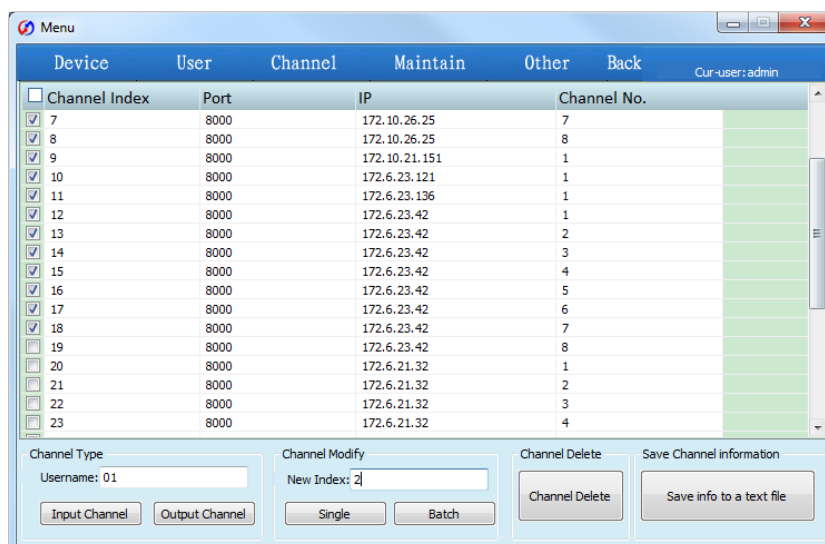 Menu
Device User Channel Maintain Other Back Cur-user:admin
Channel Index Port IP Channel No.
7 8000 172.10.26.25 7
8 8000 172.10.26.25 8
9 8000 172.10.21.151 1
10 8000 172.6.23.121 1
11 8000 172.6.23.136 1
12 8000 172.6.23.42 1
13 8000 172.6.23.42 2
14 8000 172.6.23.42 3
15 8000 172.6.23.42 4
16 8000 172.6.23.42 5
17 8000 172.6.23.42 6
18 8000 172.6.23.42 7
19 8000 172.6.23.42 8
20 8000 172.6.21.32 1
21 8000 172.6.21.32 2
22 8000 172.6.21.32 3
23 8000 172.6.21.32 4
Channel Type Channel Modify Channel Delete Save Channel information
Username: 01 New Index: 2
Input Channel Output Channel Single Batch Channel Delete Save info to a text file